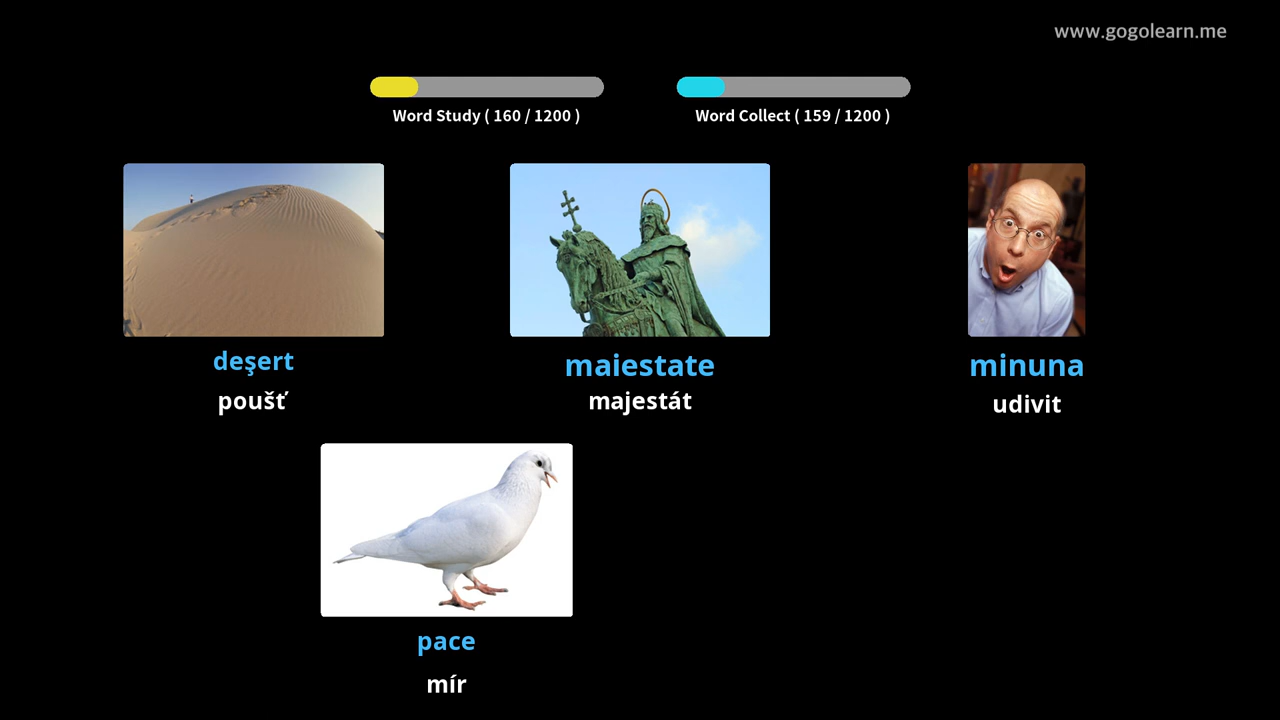 www.gogolearn.me
Word Study ( 160 / 1200 )
Word Collect ( 159 / 1200 )
deşert
maiestate
minuna
poušť
majestát
udivit
pace
mír